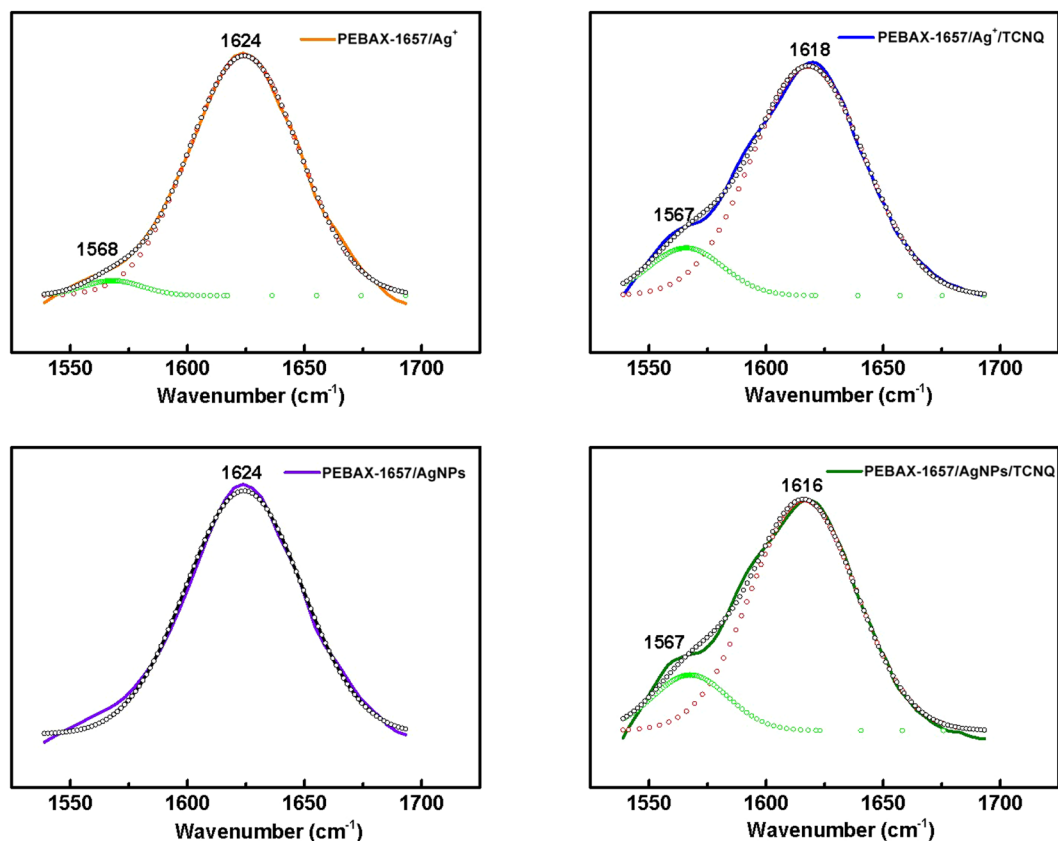 1624
PEBAX-1657/Ag⁺
1568
1550 1600 1650 1700
Wavenumber (cm⁻¹)
1618
PEBAX-1657/Ag⁺/TCNQ
1567
1550 1600 1650 1700
Wavenumber (cm⁻¹)
1624
PEBAX-1657/AgNPs
1550 1600 1650 1700
Wavenumber (cm⁻¹)
PEBAX-1657/AgNPs/TCNQ
1616
1567
1550 1600 1650 1700
Wavenumber (cm⁻¹)